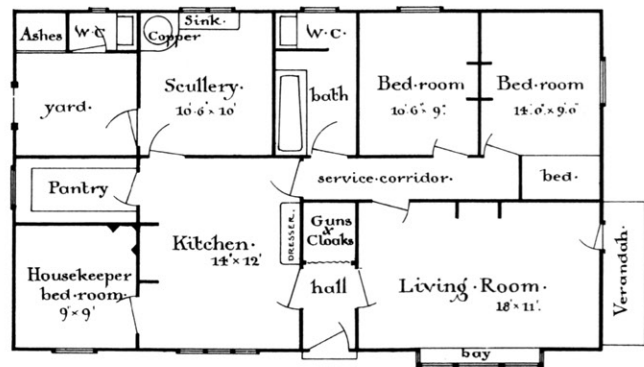 Ashes
W.C
Sink.
Copper
W.C.
Scullery.
10'·6" × 10'
bath
Bed·room
10'·6" × 9'.
Bed·room
14'·0" × 9'·0"
yard·
Pantry
service·corridor·
bed·
Kitchen·
14' × 12'
DRESSER.
Guns
&
Cloaks
hall
Living Room·
18' × 11'.
Verandah
Housekeeper
bed·room·
9' × 9'
bay